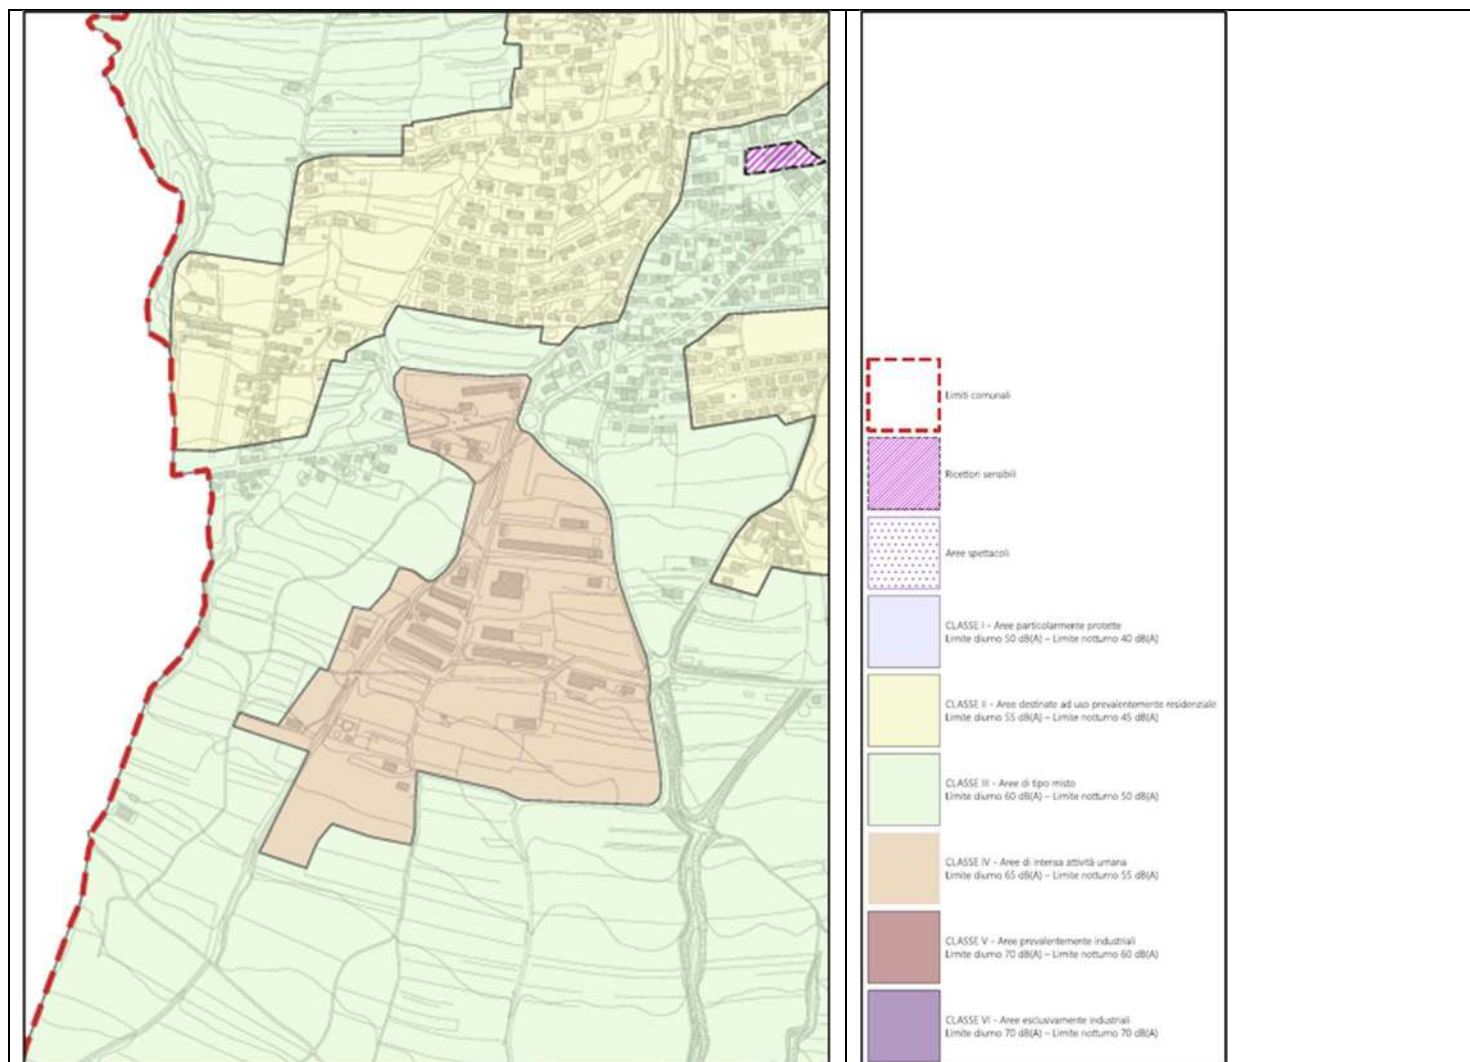 Limiti comunali
Ricettori sensibili
Aree spettacoli
CLASSE I - Aree particolarmente protette
Limite diurno 50 dB(A) – Limite notturno 40 dB(A)
CLASSE II - Aree destinate ad uso prevalentemente residenziale
Limite diurno 55 dB(A) – Limite notturno 45 dB(A)
CLASSE III - Aree di tipo misto
Limite diurno 60 dB(A) – Limite notturno 50 dB(A)
CLASSE IV - Aree di intensa attività umana
Limite diurno 65 dB(A) – Limite notturno 55 dB(A)
CLASSE V - Aree prevalentemente industriali
Limite diurno 70 dB(A) – Limite notturno 60 dB(A)
CLASSE VI - Aree esclusivamente industriali
Limite diurno 70 dB(A) – Limite notturno 70 dB(A)